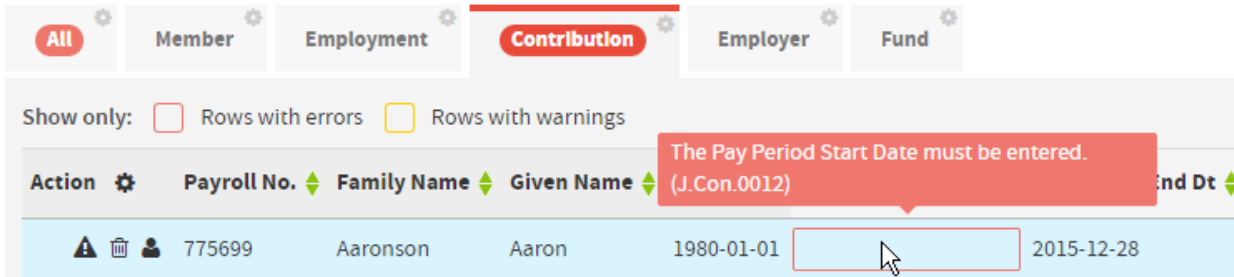 All Member Employment Contribution Employer Fund
Show only: Rows with errors Rows with warnings
The Pay Period Start Date must be entered.
(J.Con.0012)
Action Payroll No. Family Name Given Name End Dt
775699 Aaronson Aaron 1980-01-01 2015-12-28